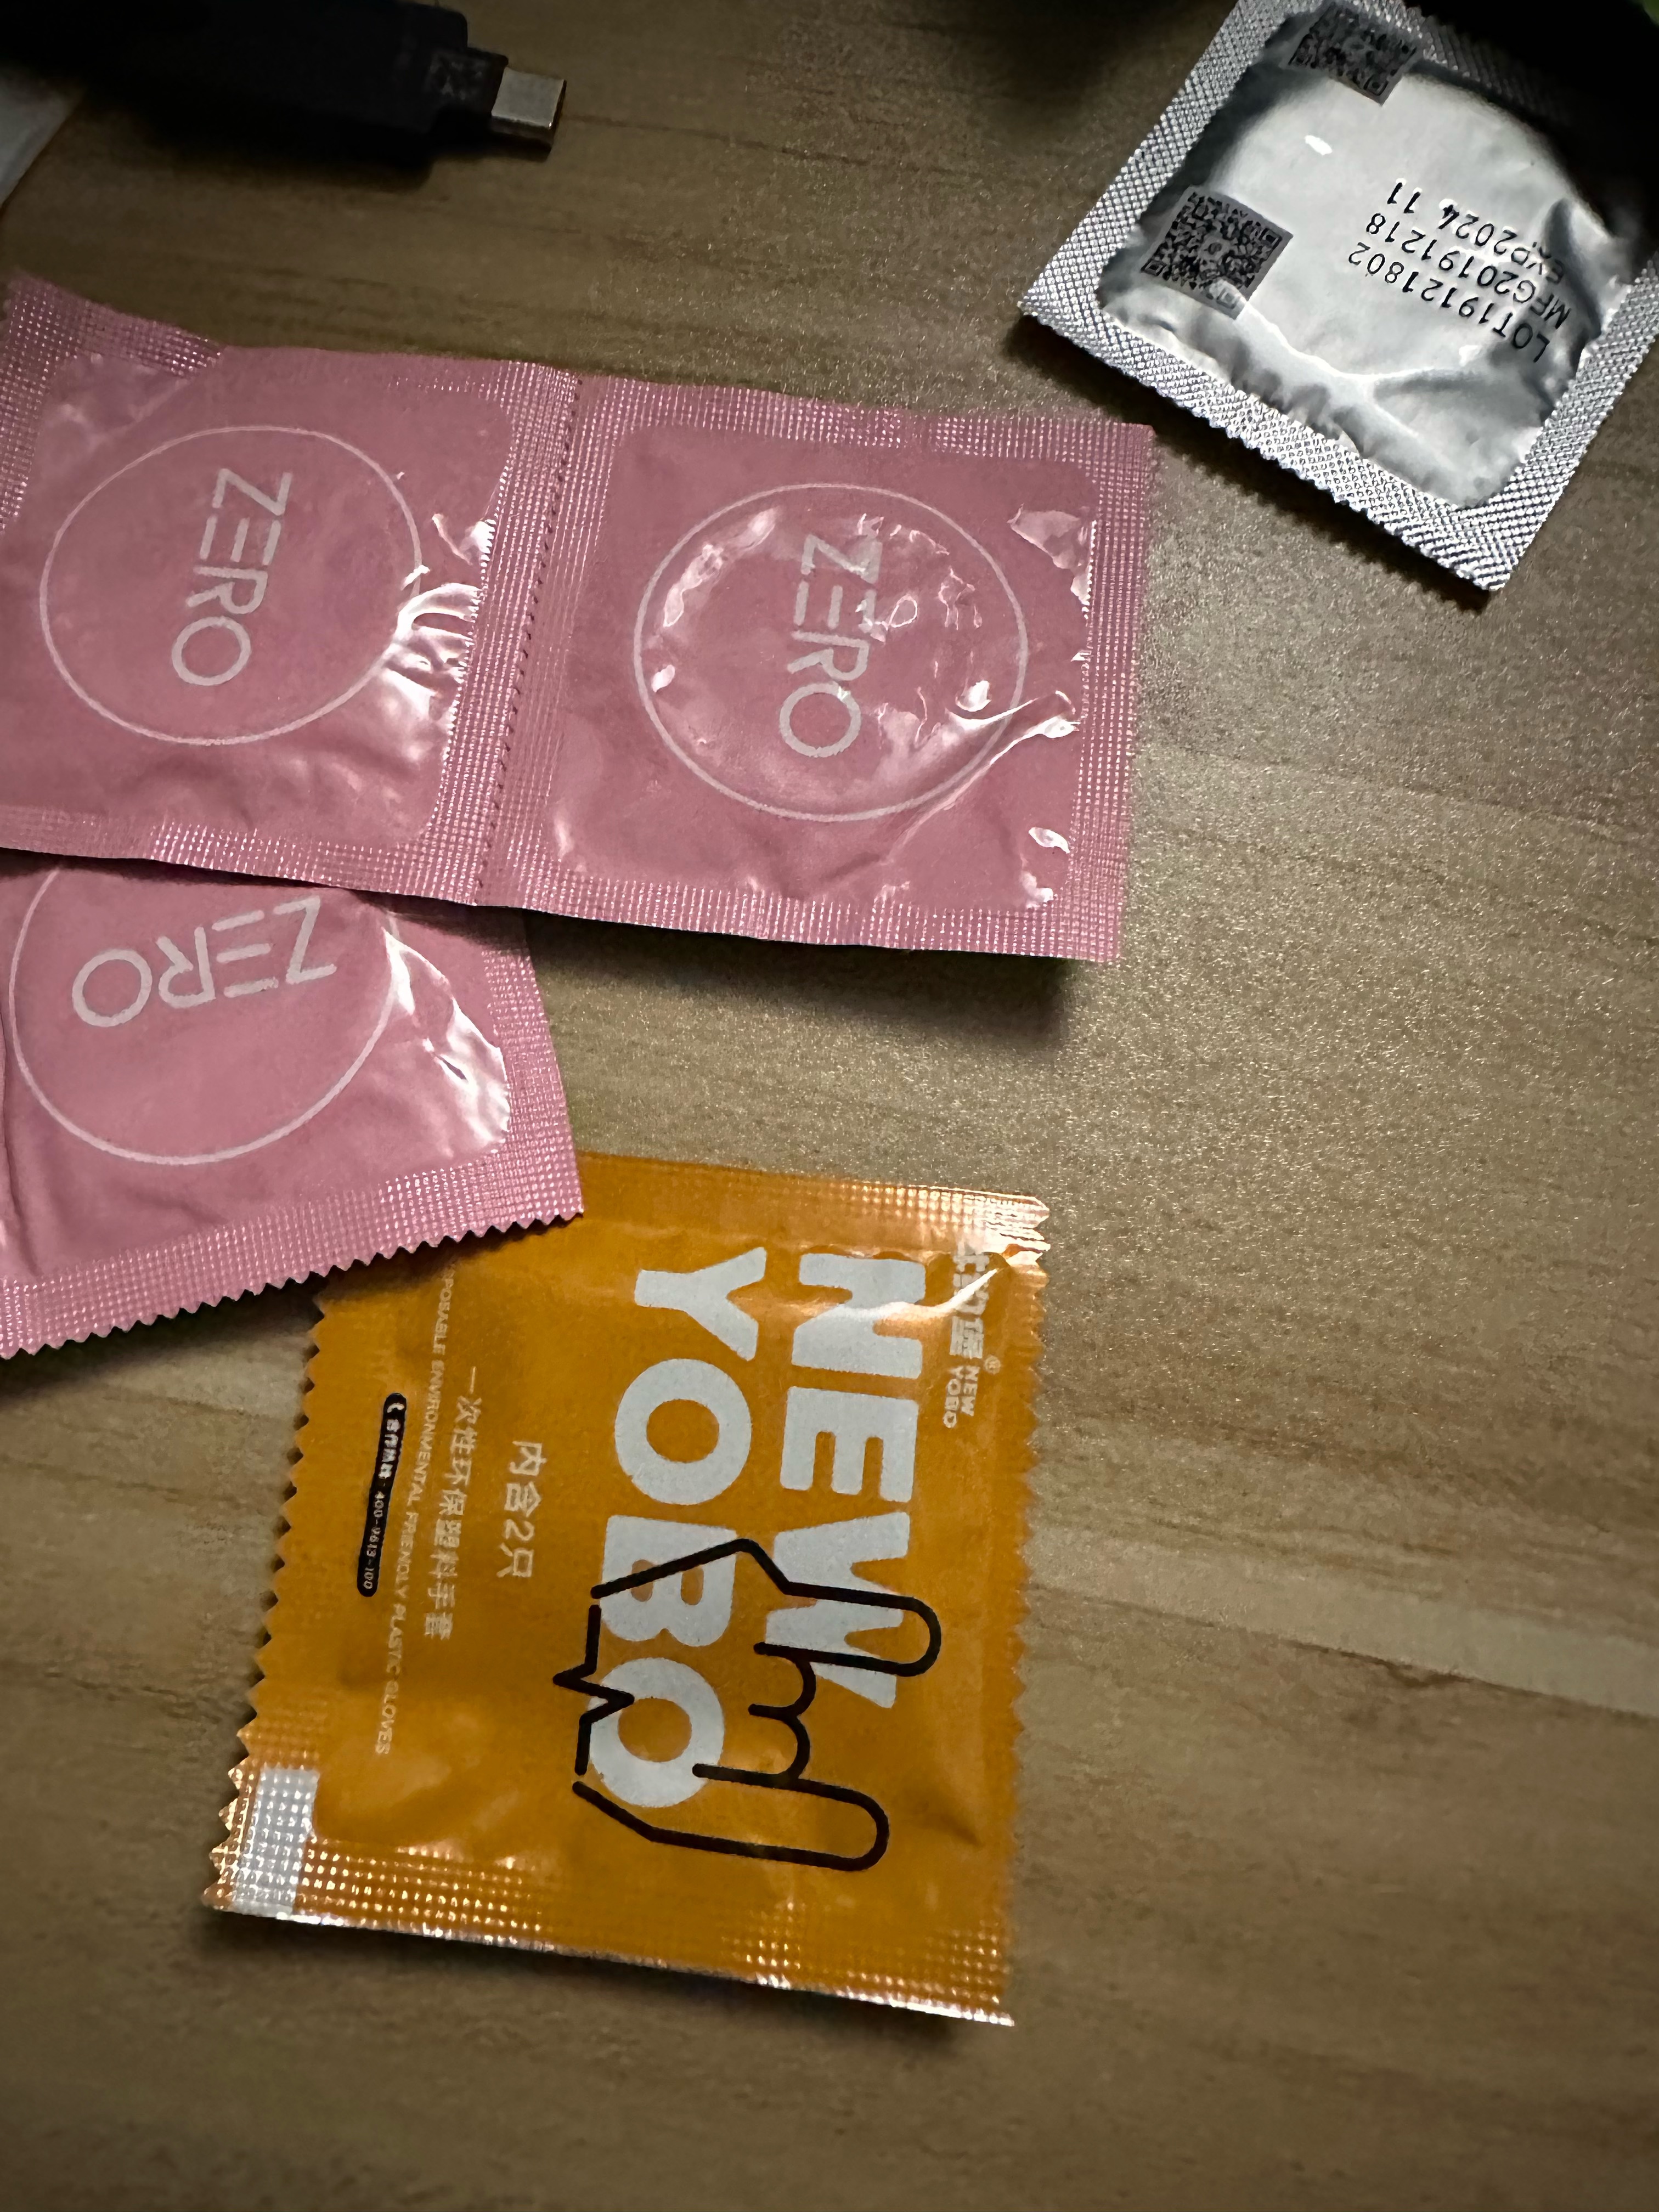 LOT19121802
MFG20191218
EXP2024 11
ZERO
ZERO
ZERO
NEW YOBO
NEW
YOBO
内含2只
一次性环保塑料手套
DISPOSABLE ENVIRONMENTAL FRIENDLY PLASTIC GLOVES
400-9613-100